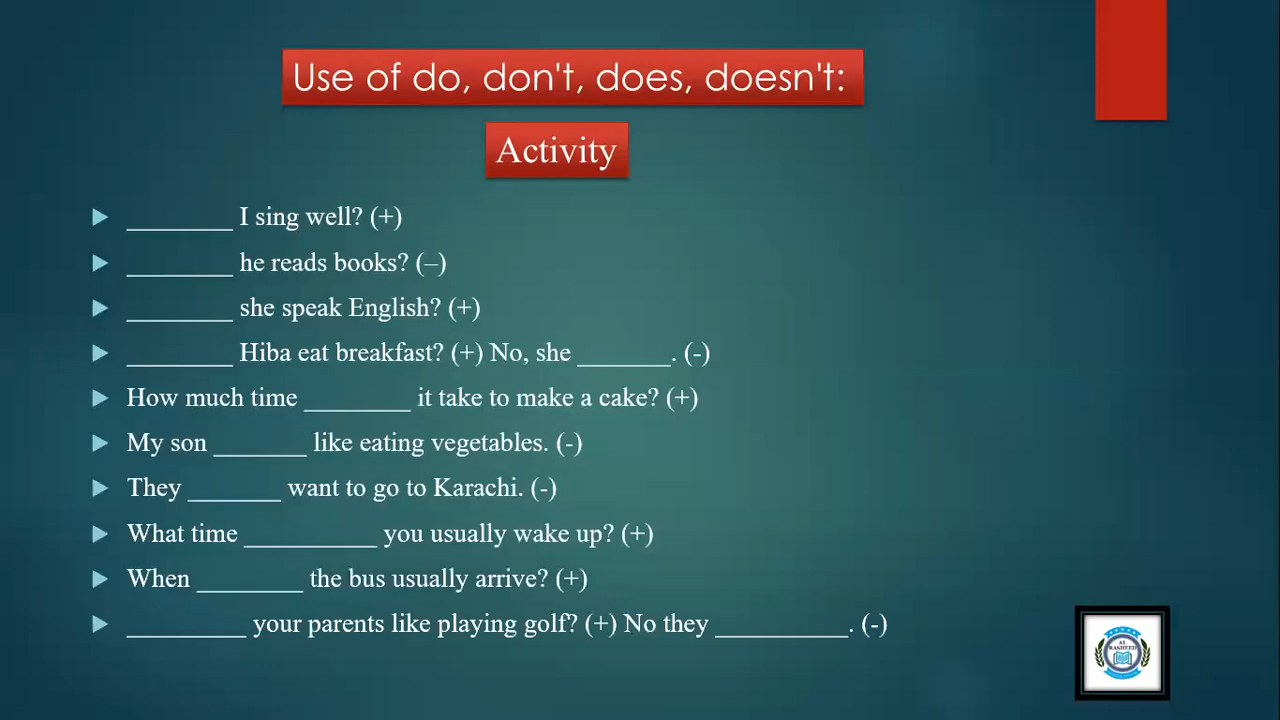 Use of do, don't, does, doesn't:
Activity
________ I sing well? (+)
________ he reads books? (–)
________ she speak English? (+)
________ Hiba eat breakfast? (+) No, she _______. (-)
How much time ________ it take to make a cake? (+)
My son _______ like eating vegetables. (-)
They _______ want to go to Karachi. (-)
What time __________ you usually wake up? (+)
When ________ the bus usually arrive? (+)
_________ your parents like playing golf? (+) No they __________. (-)
AL
RASHEED